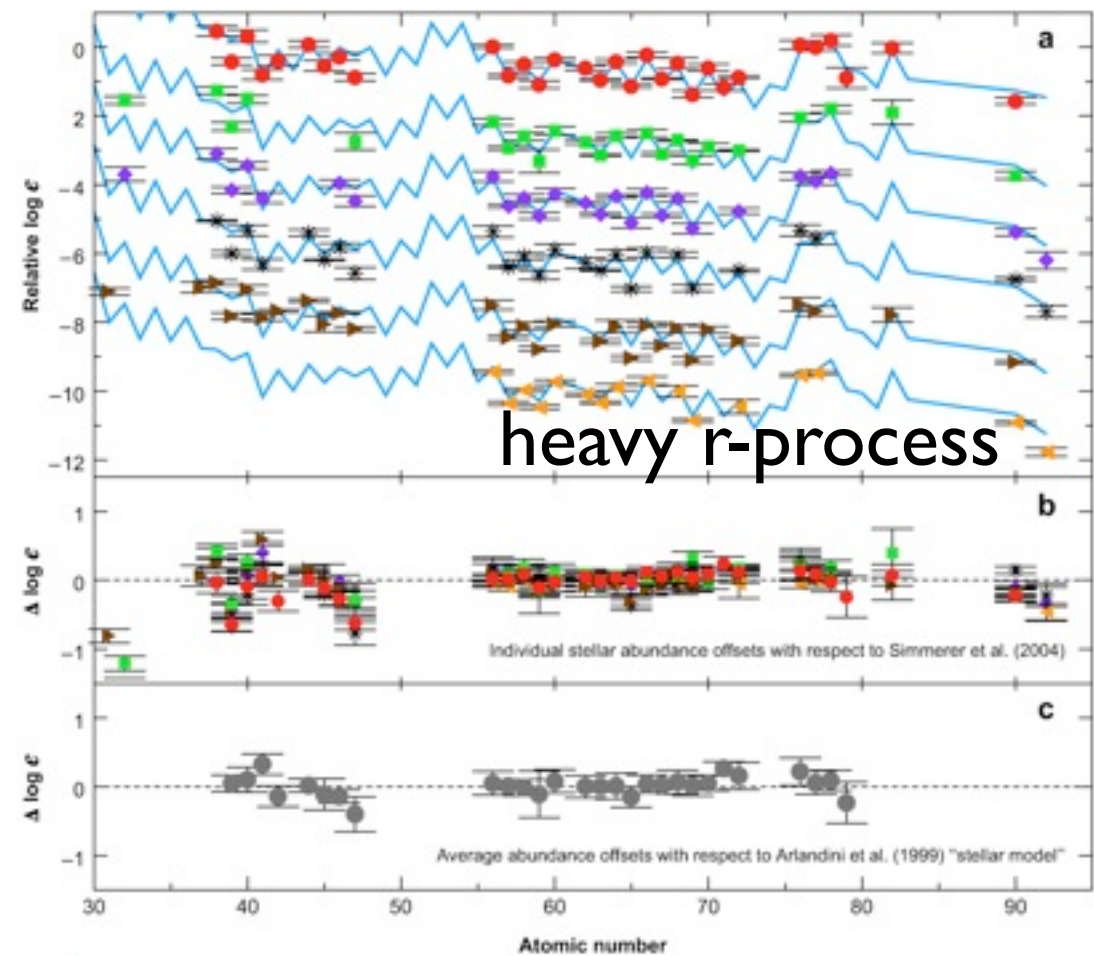 a
0
2
−4
−6
−8
−10
−12
Relative log ϵ
heavy r-process
b
1
0
−1
Δ log ϵ
Individual stellar abundance offsets with respect to Simmerer et al. (2004)
c
1
0
−1
Δ log ϵ
Average abundance offsets with respect to Arlandini et al. (1999) "stellar model"
30 40 50 60 70 80 90
Atomic number